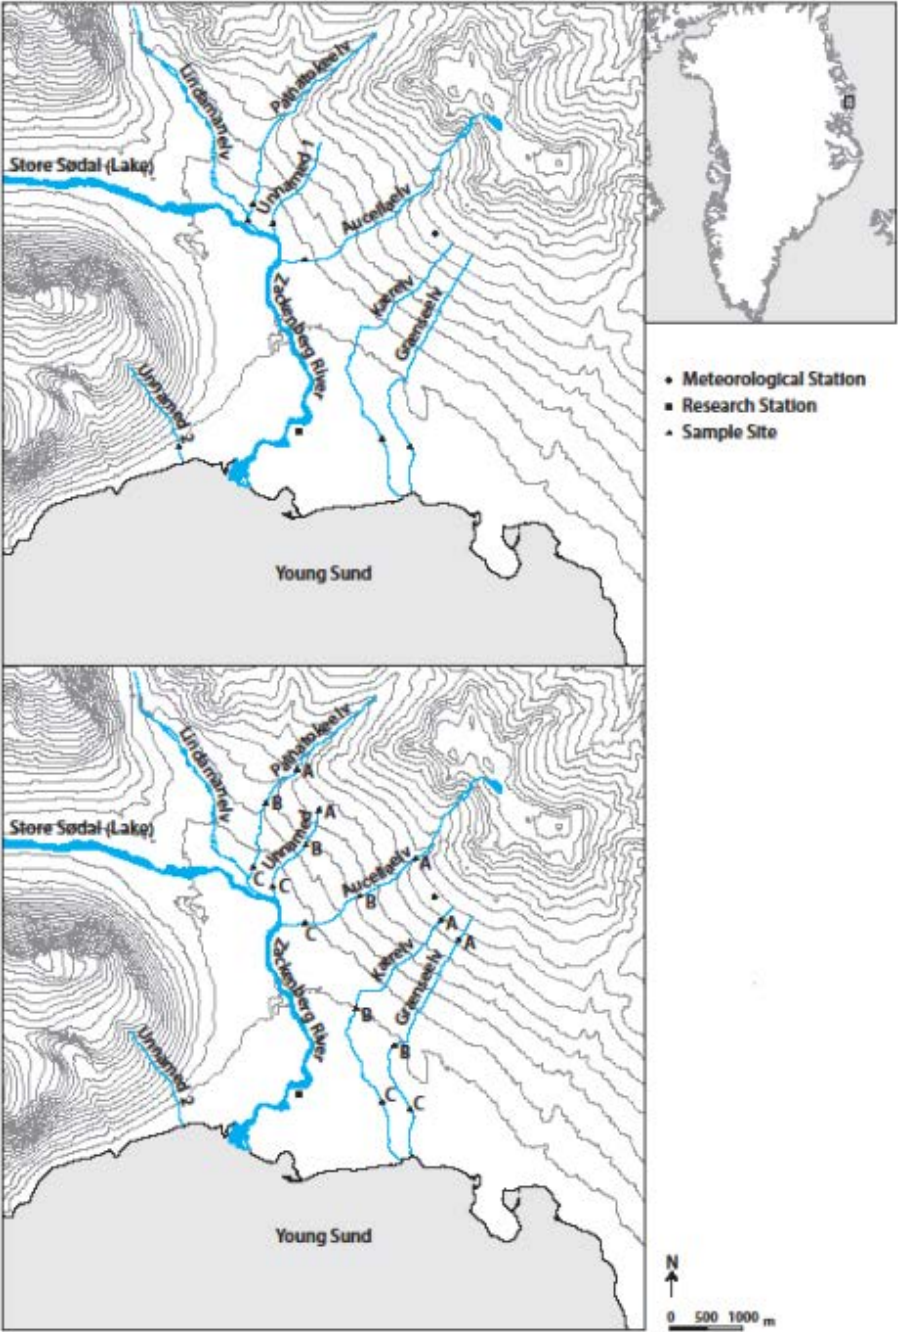 Lindamanelv
Palnatokeelv
Store Sødal (Lake)
Unnamed 1
Aucellaelv
Kærelv
Grænseelv
Zackenberg River
Unnamed 2
Young Sund
Meteorological Station
Research Station
Sample Site
Lindamanelv
Palnatokeelv
A
B
A
Store Sødal (Lake)
Unnamed
B
C
C
Aucellaelv
A
B
C
A
A
Kærelv
Grænseelv
B
B
Zackenberg River
C
C
Unnamed 2
Young Sund
N
0 500 1000 m